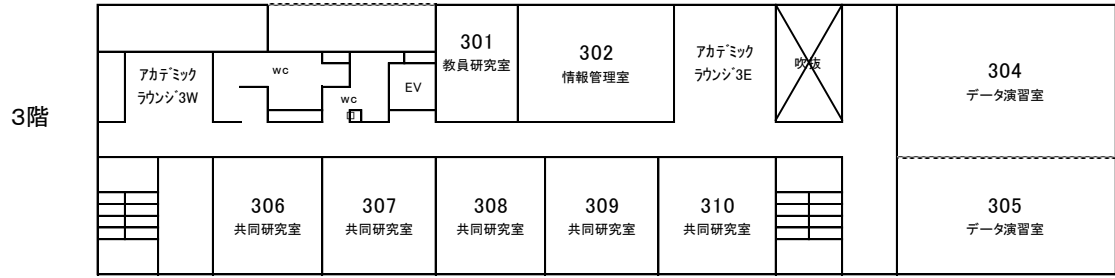 3階
アカデミック
ラウンジ3W
WC
WC
EV
301
教員研究室
302
情報管理室
アカデミック
ラウンジ3E
吹抜
304
データ演習室
306
共同研究室
307
共同研究室
308
共同研究室
309
共同研究室
310
共同研究室
305
データ演習室